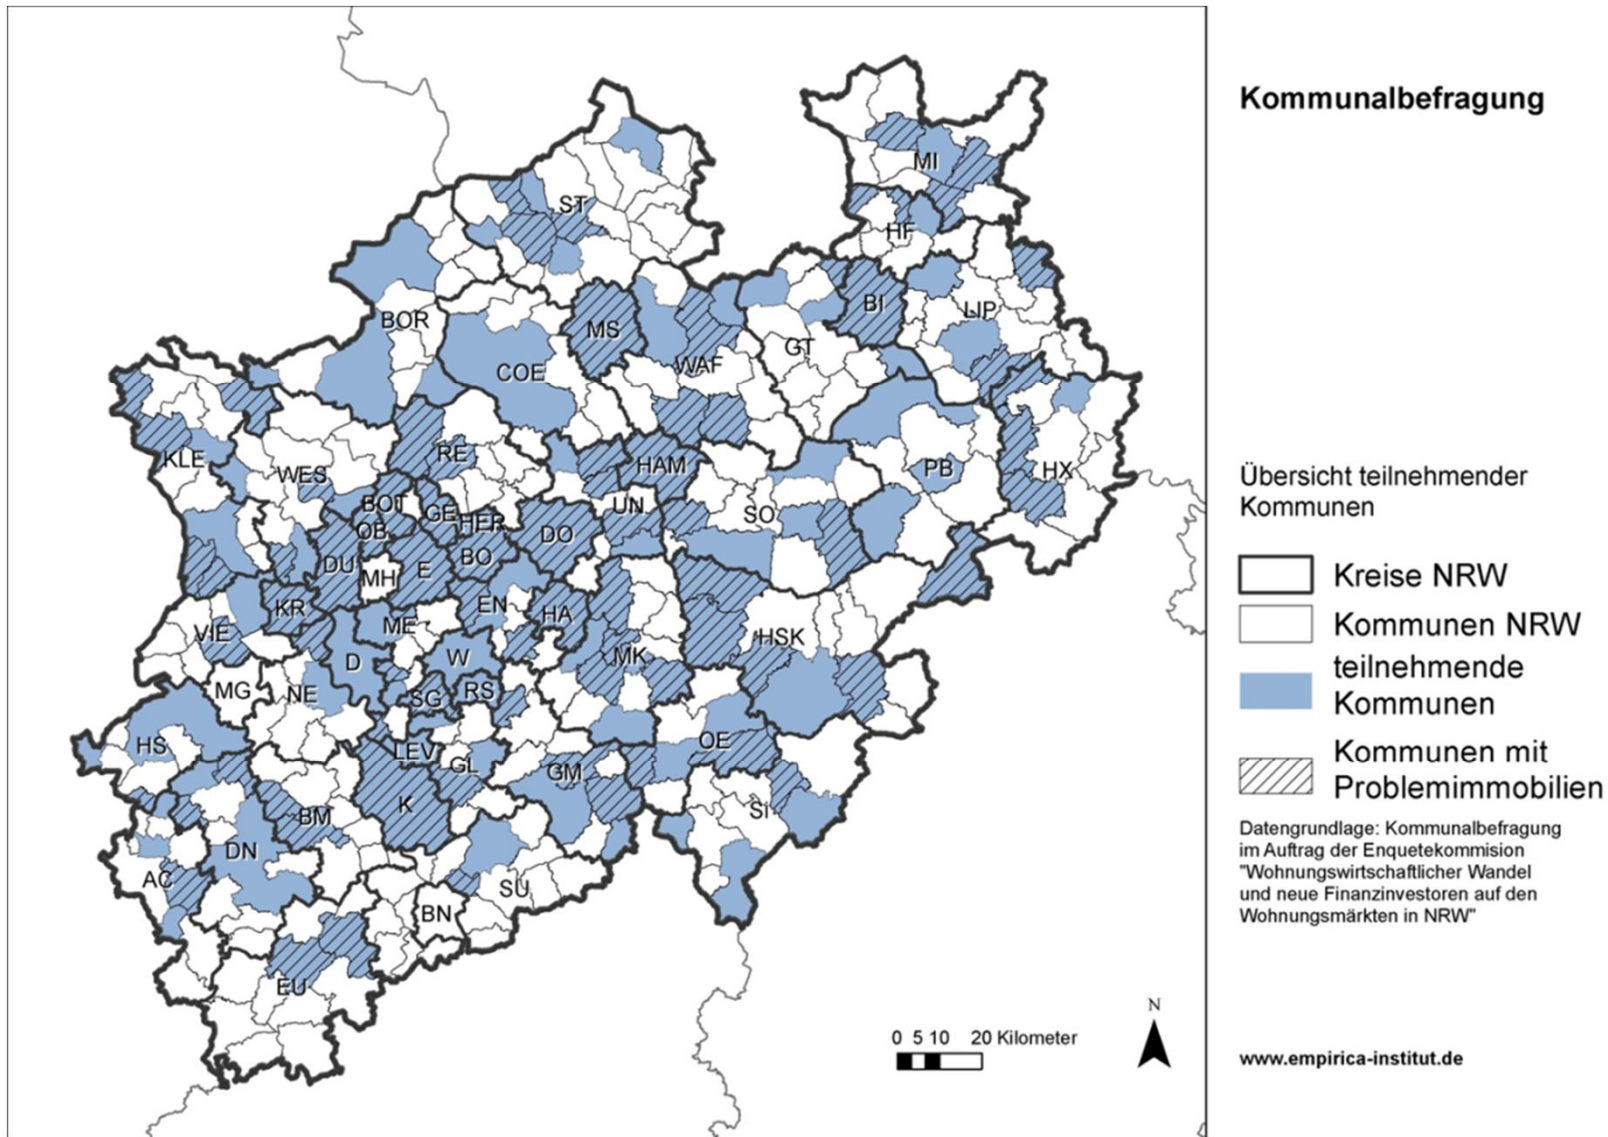 Kommunalbefragung
Übersicht teilnehmender
Kommunen
Kreise NRW
Kommunen NRW
teilnehmende
Kommunen
Kommunen mit
Problemimmobilien
Datengrundlage: Kommunalbefragung
im Auftrag der Enquetekommision
"Wohnungswirtschaftlicher Wandel
und neue Finanzinvestoren auf den
Wohnungsmärkten in NRW"
www.empirica-institut.de
MI
ST
HF
BI
LIP
BOR
MS
GT
COE
WAF
KLE
WES
RE
HAM
PB
HX
BOT
GE
HER
UN
SO
OB
DO
DU
MH
E
BO
KR
EN
HA
VIE
ME
HSK
D
W
MK
MG
NE
SG
RS
HS
LEV
GL
OE
GM
K
BM
SI
DN
AC
SU
BN
EU
N
0 5 10 20 Kilometer